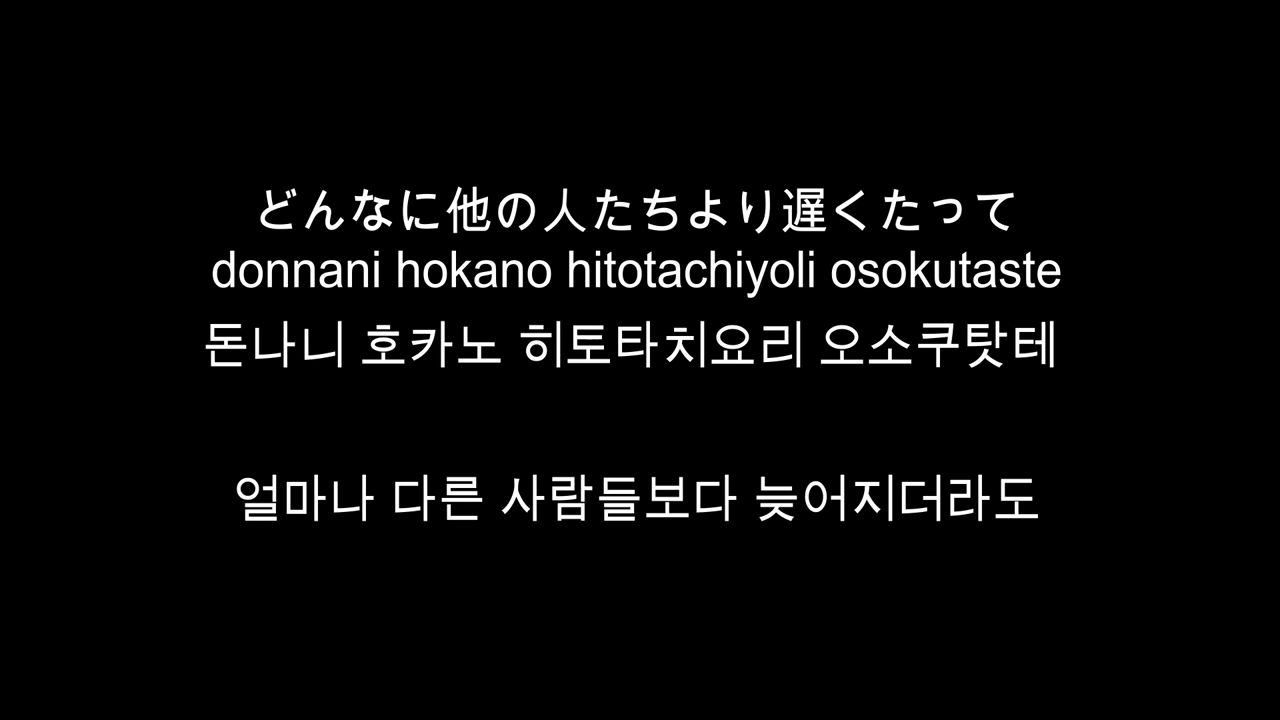 どんなに他の人たちより遅くたって
donnani hokano hitotachiyoli osokutaste
돈나니 호카노 히토타치요리 오소쿠탓테
얼마나 다른 사람들보다 늦어지더라도